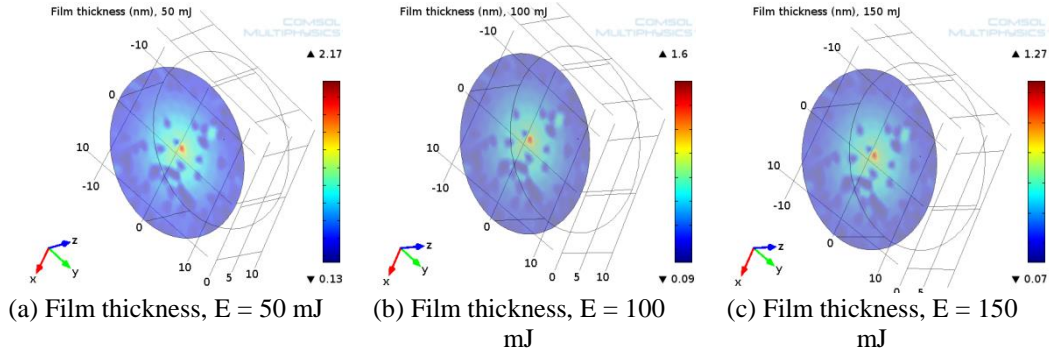 Film thickness (nm), 50 mJ
COMSOL
MULTIPHYSICS
▲ 2.17
-10
0
10
-10
0
10
0
5
10
z
y
x
▼ 0.13
(a) Film thickness, E = 50 mJ
Film thickness (nm), 100 mJ
COMSOL
MULTIPHYSICS
▲ 1.6
-10
0
10
-10
0
10
0
5
10
z
y
x
▼ 0.09
(b) Film thickness, E = 100
mJ
Film thickness (nm), 150 mJ
COMSOL
MULTIPHYSICS
▲ 1.27
-10
0
10
-10
0
10
0
5
z
y
x
▼ 0.07
(c) Film thickness, E = 150
mJ